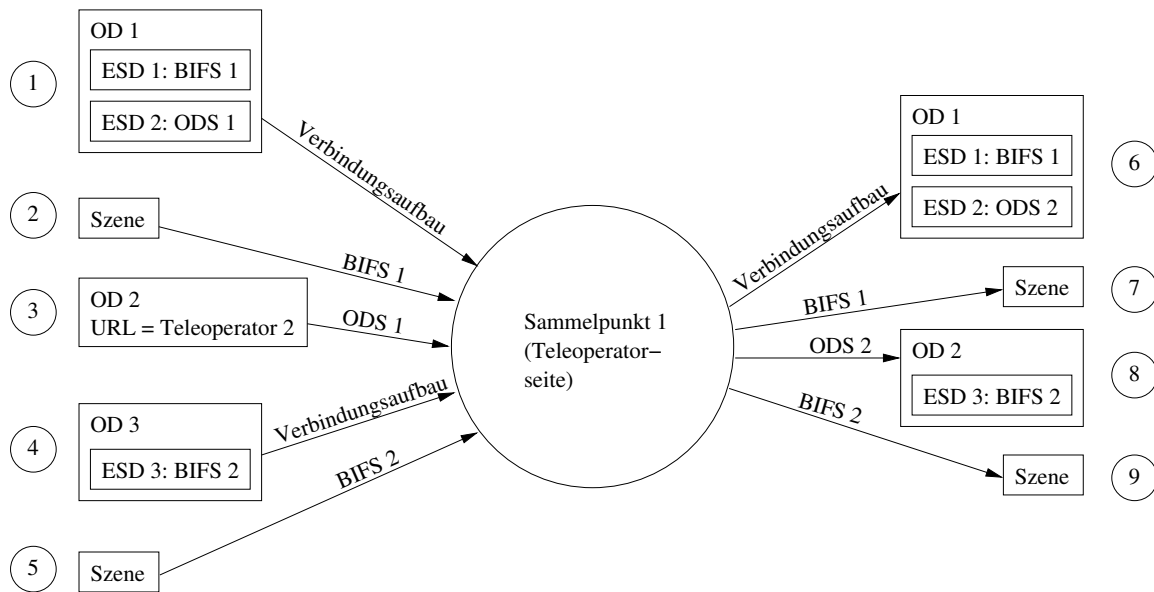 1
OD 1
ESD 1: BIFS 1
ESD 2: ODS 1
Verbindungsaufbau
2
Szene
BIFS 1
3
OD 2
URL = Teleoperator 2
ODS 1
4
OD 3
ESD 3: BIFS 2
Verbindungsaufbau
5
Szene
BIFS 2
Sammelpunkt 1
(Teleoperator–
seite)
Verbindungsaufbau
OD 1
ESD 1: BIFS 1
ESD 2: ODS 2
6
BIFS 1
Szene
7
ODS 2
OD 2
ESD 3: BIFS 2
8
BIFS 2
Szene
9